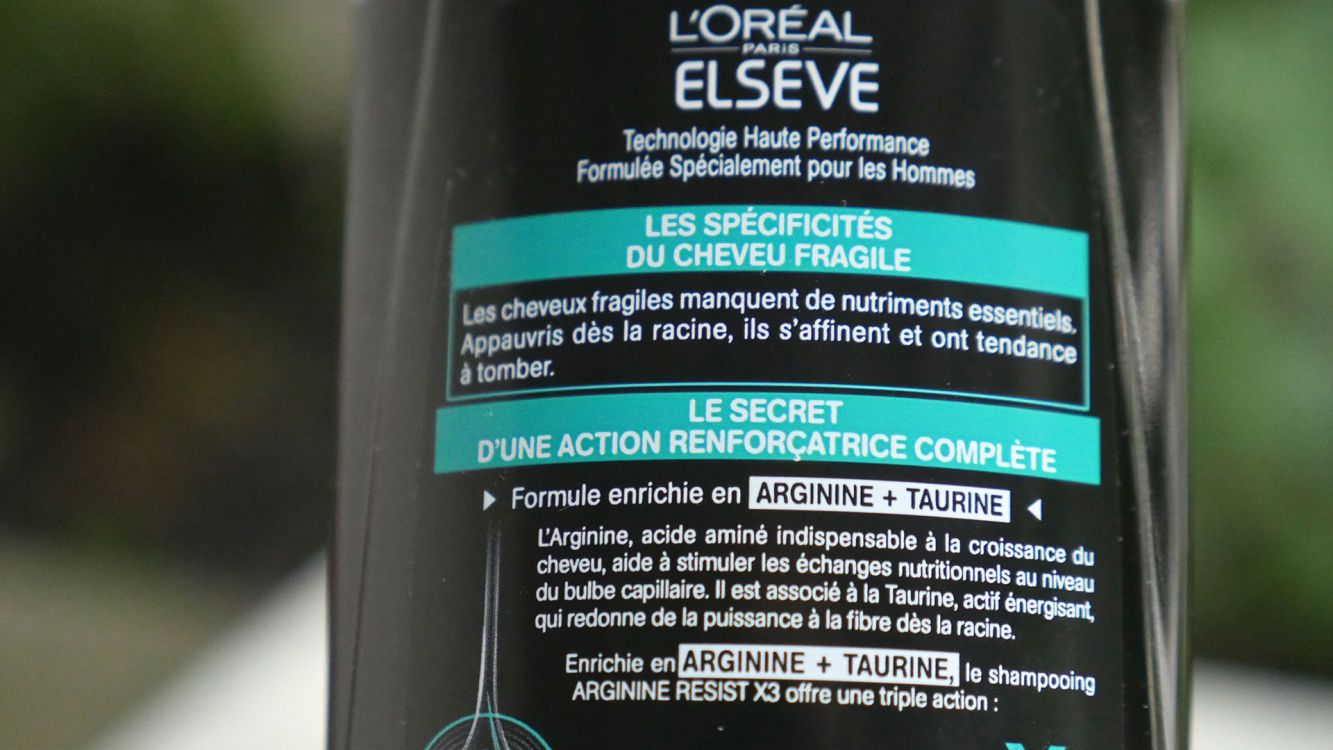 L'ORÉAL
PARIS
ELSEVE
Technologie Haute Performance
Formulée Spécialement pour les Hommes
LES SPÉCIFICITÉS
DU CHEVEU FRAGILE
Les cheveux fragiles manquent de nutriments essentiels.
Appauvris dès la racine, ils s'affinent et ont tendance
à tomber.
LE SECRET
D'UNE ACTION RENFORÇATRICE COMPLÈTE
Formule enrichie en ARGININE + TAURINE
L'Arginine, acide aminé indispensable à la croissance du
cheveu, aide à stimuler les échanges nutritionnels au niveau
du bulbe capillaire. Il est associé à la Taurine, actif énergisant,
qui redonne de la puissance à la fibre dès la racine.
Enrichie en ARGININE + TAURINE, le shampooing
ARGININE RESIST X3 offre une triple action :